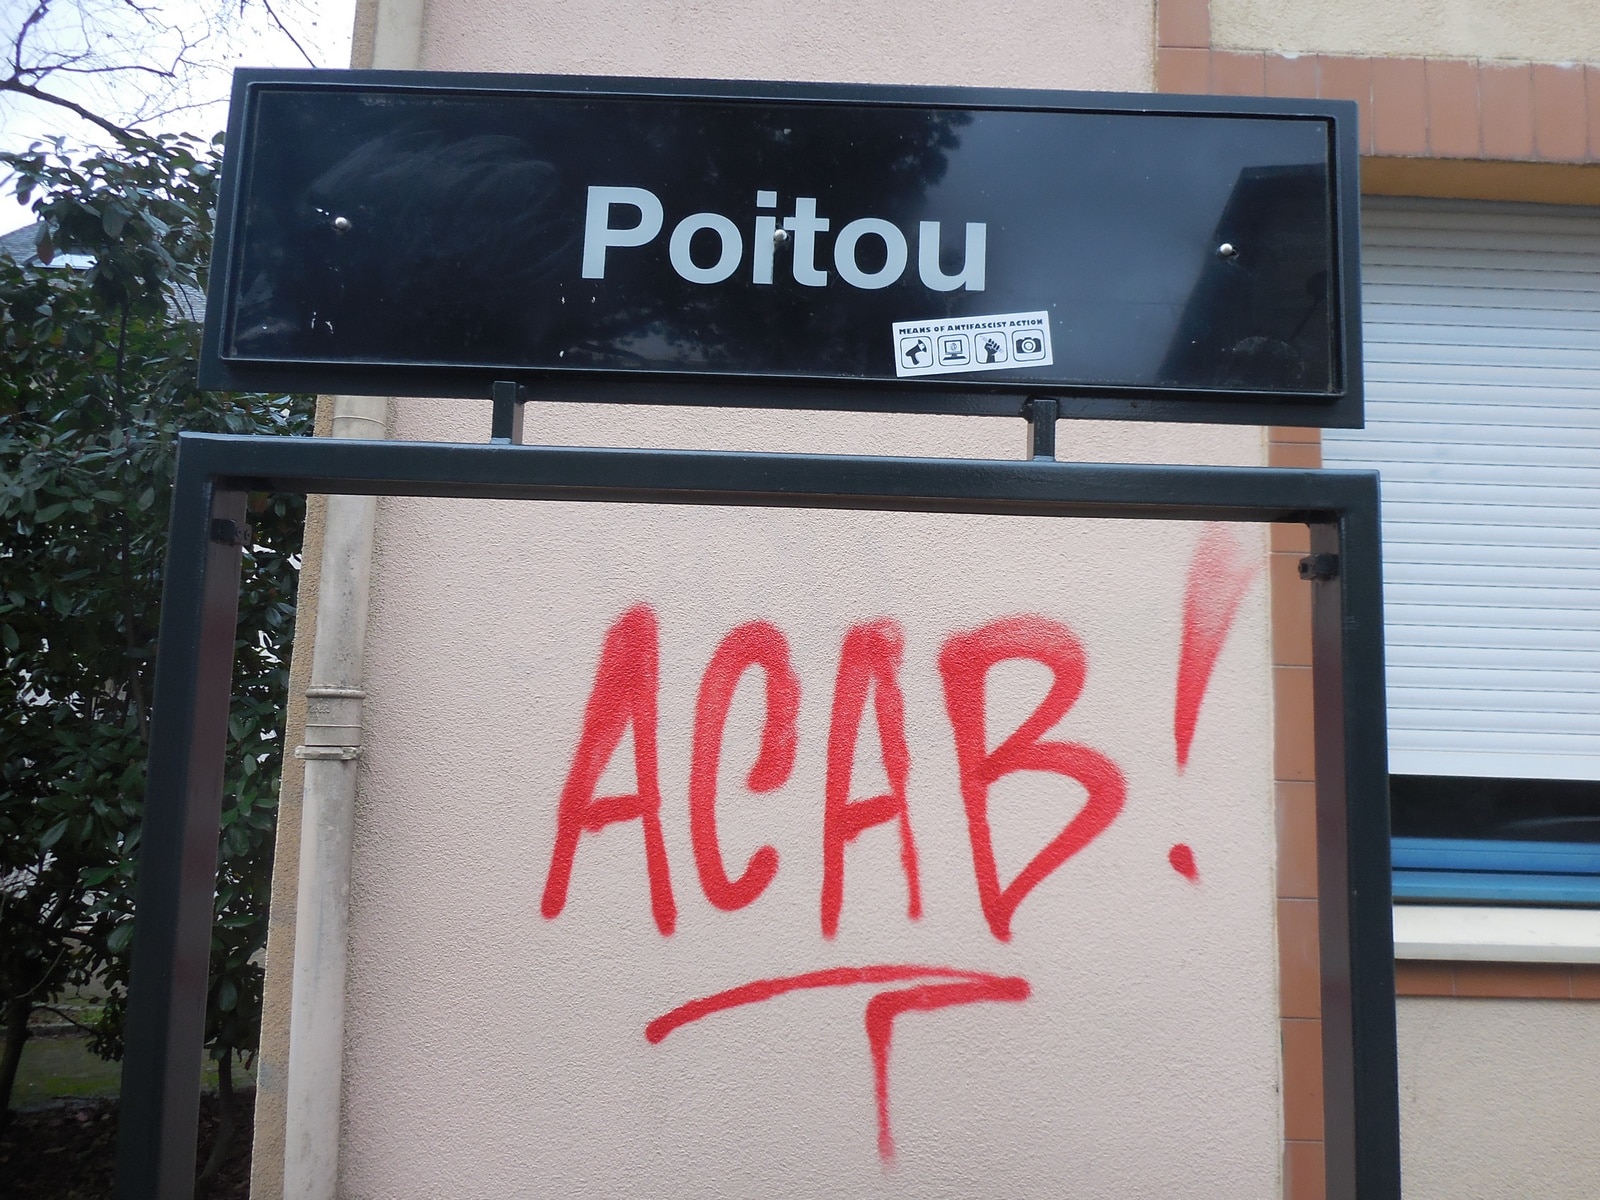 Poitou
MEANS OF ANTIFASCIST ACTION
ACAB!